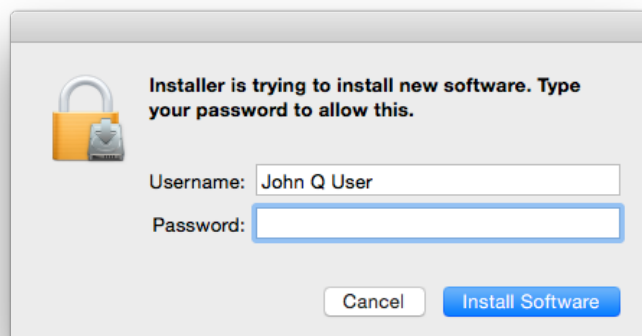 Installer is trying to install new software. Type
your password to allow this.
Username: John Q User
Password:
Cancel Install Software